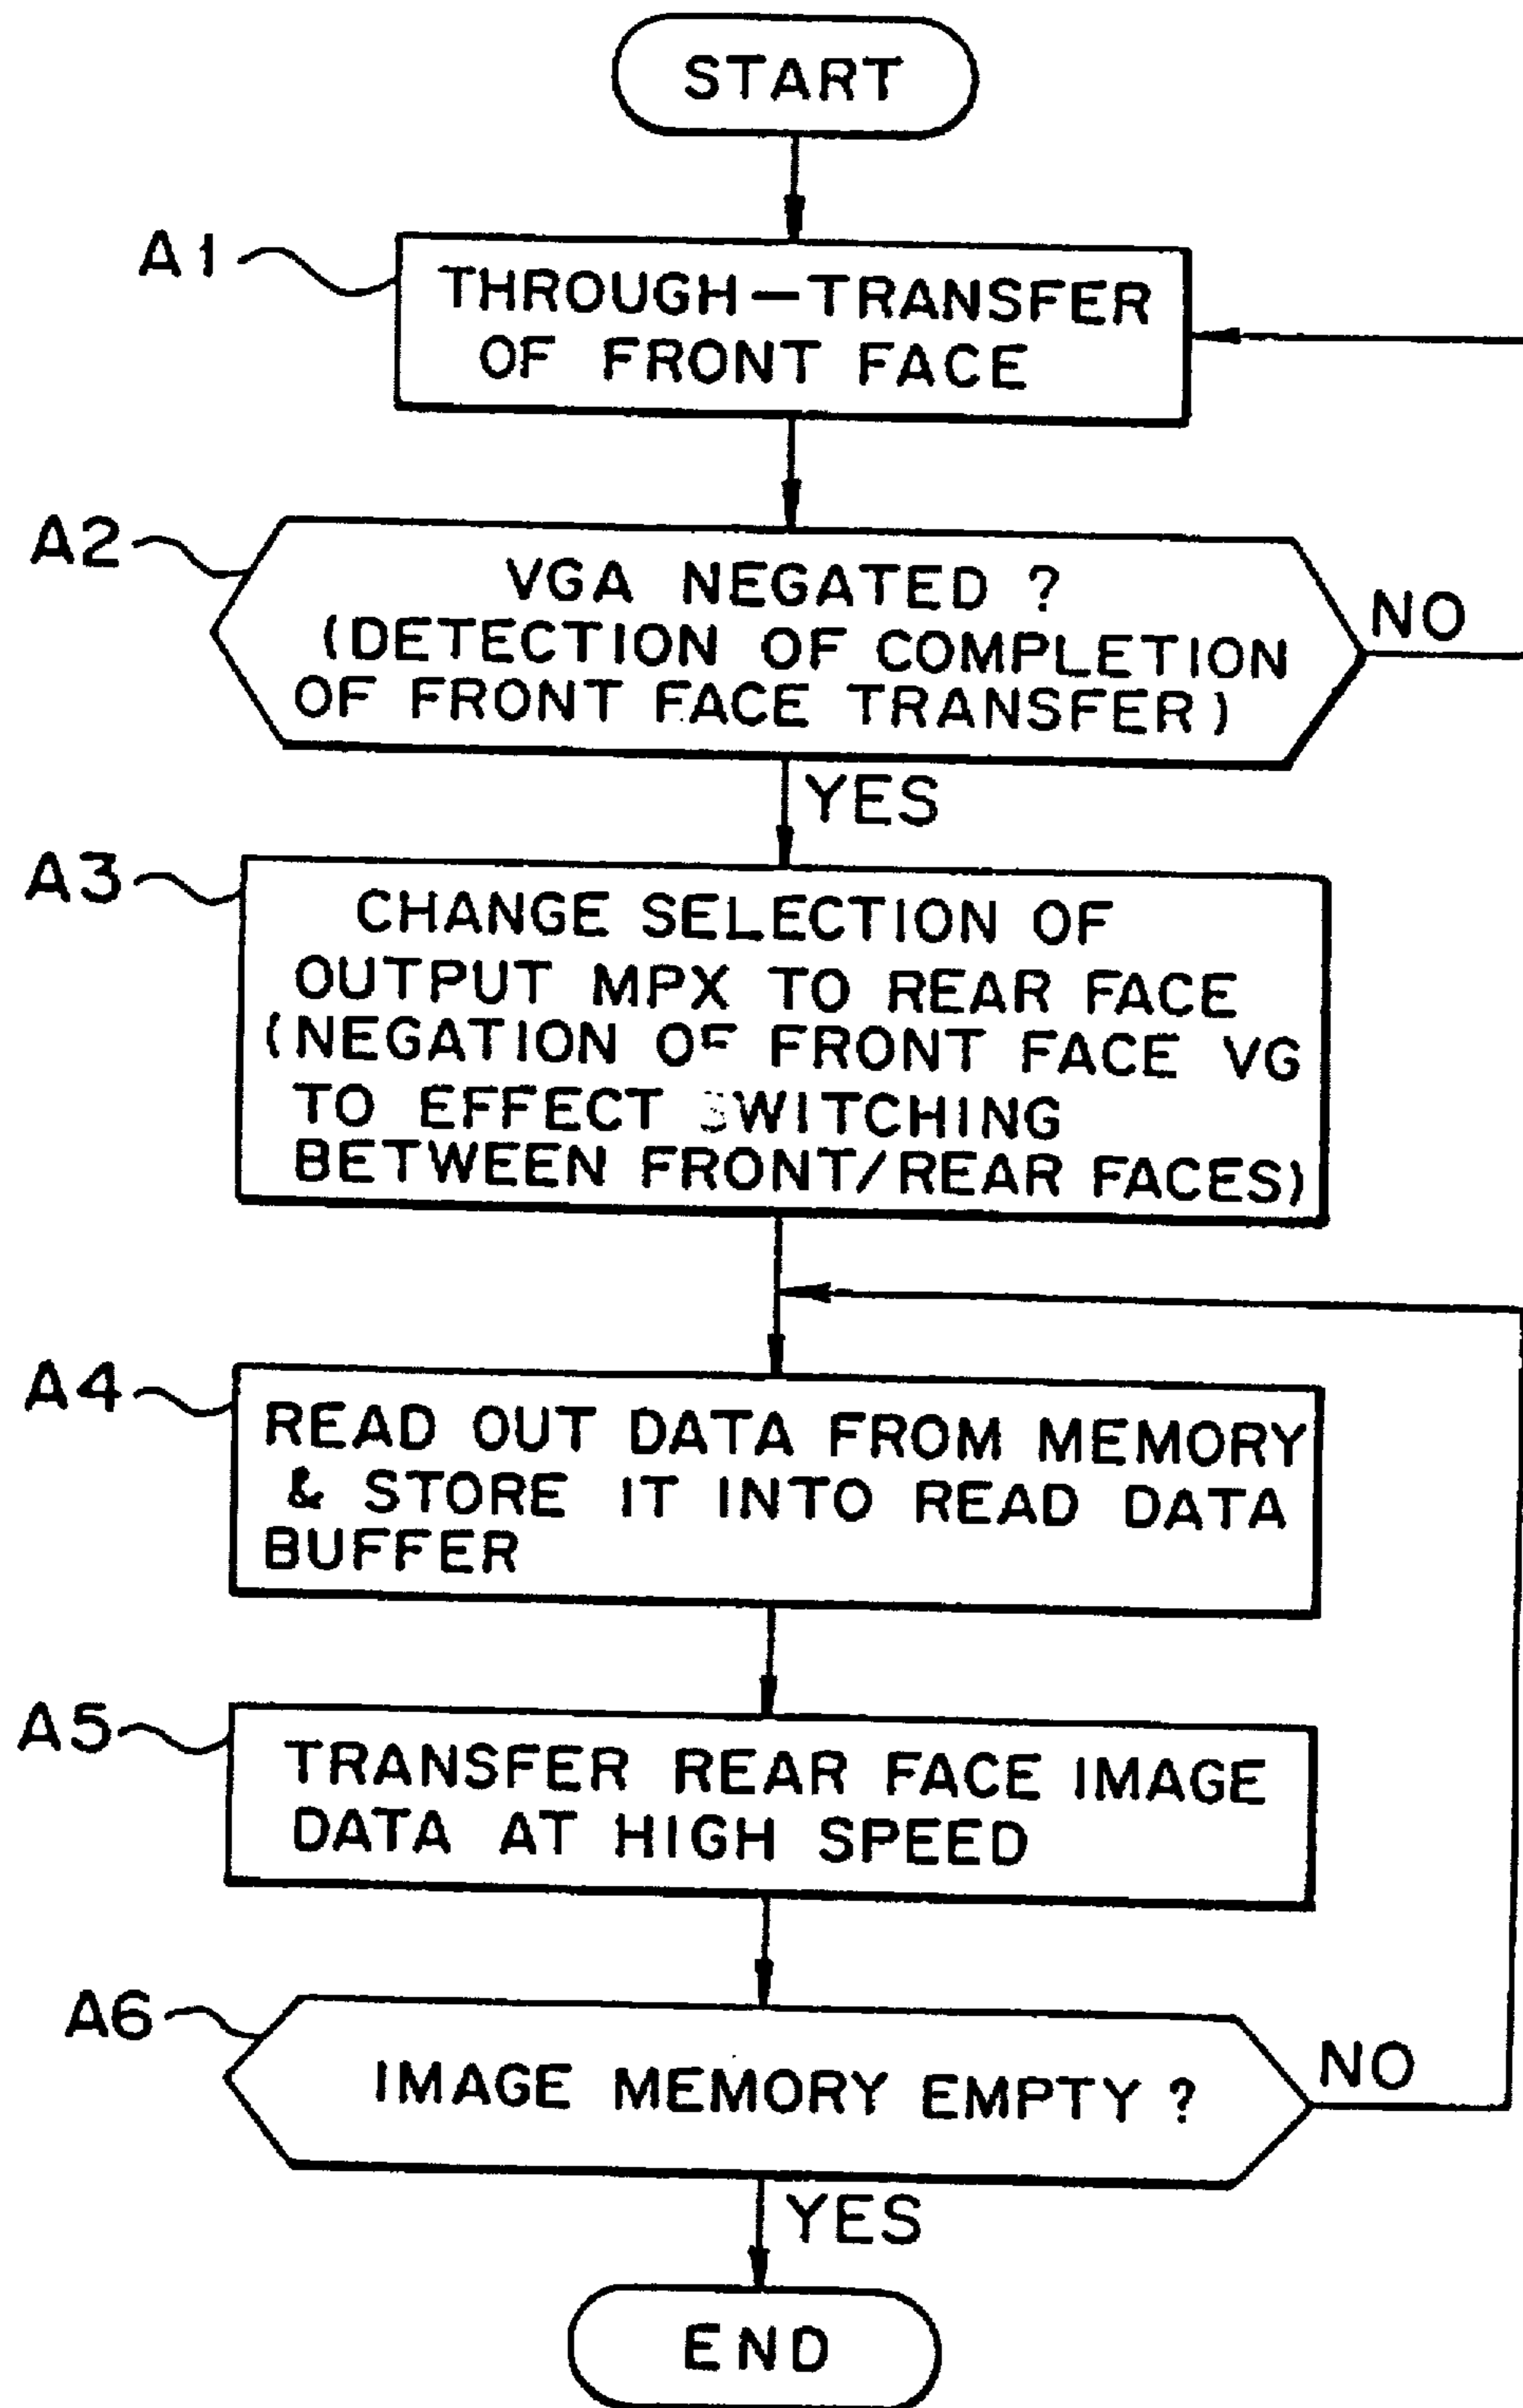 START
A1
THROUGH-TRANSFER
OF FRONT FACE
A2
VGA NEGATED ?
(DETECTION OF COMPLETION
OF FRONT FACE TRANSFER)
NO
YES
A3
CHANGE SELECTION OF
OUTPUT MPX TO REAR FACE
(NEGATION OF FRONT FACE VG
TO EFFECT SWITCHING
BETWEEN FRONT/REAR FACES)
A4
READ OUT DATA FROM MEMORY
& STORE IT INTO READ DATA
BUFFER
A5
TRANSFER REAR FACE IMAGE
DATA AT HIGH SPEED
A6
IMAGE MEMORY EMPTY ?
NO
YES
END